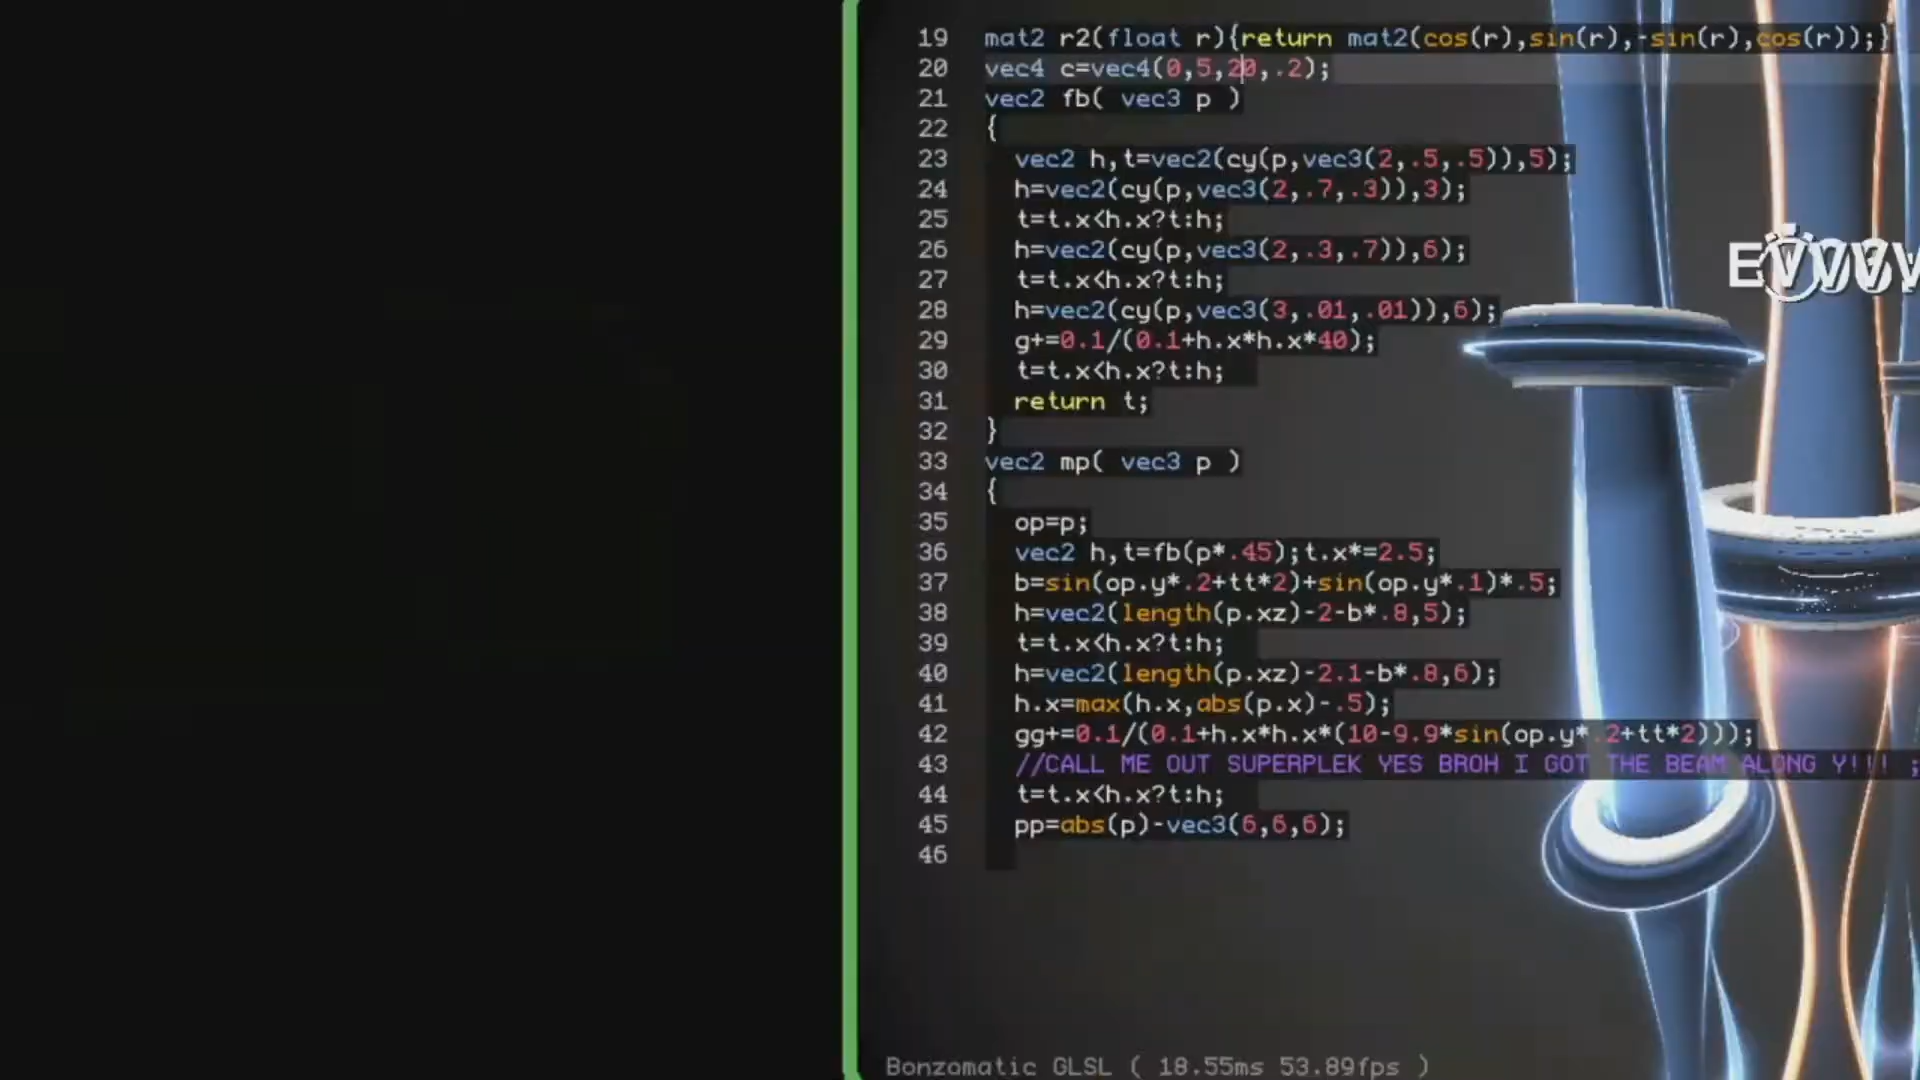 19 mat2 r2(float r){return mat2(cos(r),sin(r),-sin(r),cos(r));}
20 vec4 c=vec4(0,5,20,.2);
21 vec2 fb( vec3 p )
22 {
23 vec2 h,t=vec2(cy(p,vec3(2,.5,.5)),5);
24 h=vec2(cy(p,vec3(2,.7,.3)),3);
25 t=t.x<h.x?t:h;
26 h=vec2(cy(p,vec3(2,.3,.7)),6);
27 t=t.x<h.x?t:h;
28 h=vec2(cy(p,vec3(3,.01,.01)),6);
29 g+=0.1/(0.1+h.x*h.x*40);
30 t=t.x<h.x?t:h;
31 return t;
32 }
33 vec2 mp( vec3 p )
34 {
35 op=p;
36 vec2 h,t=fb(p*.45);t.x*=2.5;
37 b=sin(op.y*.2+tt*2)+sin(op.y*.1)*.5;
38 h=vec2(length(p.xz)-2-b*.8,5);
39 t=t.x<h.x?t:h;
40 h=vec2(length(p.xz)-2.1-b*.8,6);
41 h.x=max(h.x,abs(p.x)-.5);
42 gg+=0.1/(0.1+h.x*h.x*(10-9.9*sin(op.y*.2+tt*2)));
43 //CALL ME OUT SUPERPLEK YES BROH I GOT THE BEAM ALONG Y!!! ;
44 t=t.x<h.x?t:h;
45 pp=abs(p)-vec3(6,6,6);
46
Bonzomatic GLSL ( 18.55ms 53.89fps )